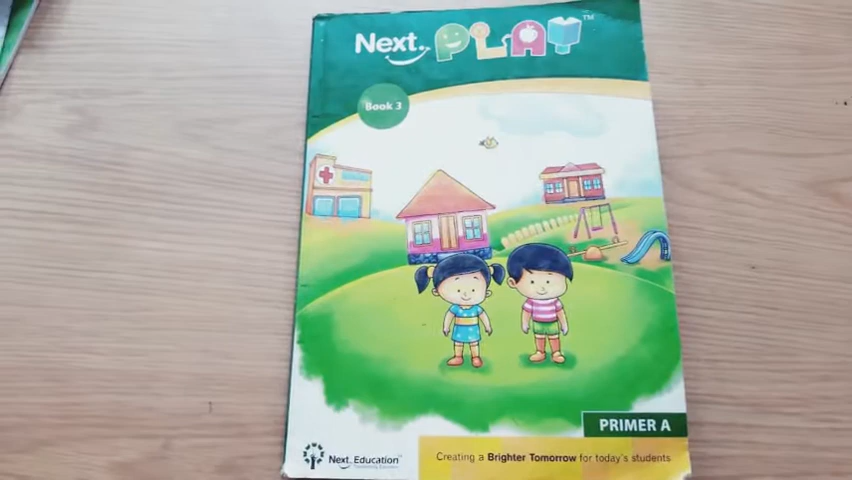 Next PLAY™
Book 3
PRIMER A
Next Education
Creating a Brighter Tomorrow for today's students